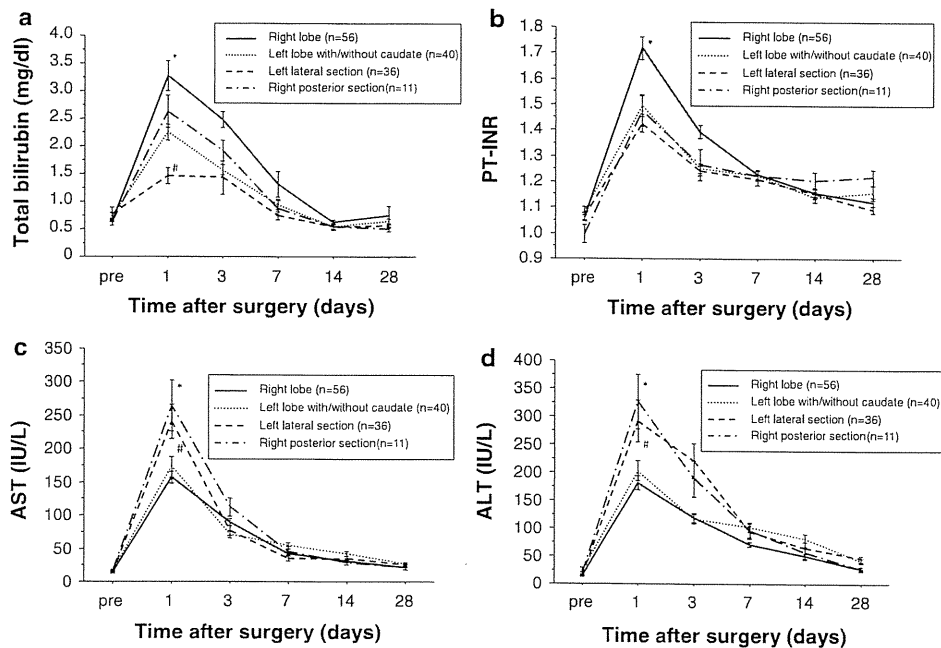 a
Total bilirubin (mg/dl)
4.0
3.5
3.0
2.5
2.0
1.5
1.0
0.5
0
*
#
Right lobe (n=56)
Left lobe with/without caudate (n=40)
Left lateral section (n=36)
Right posterior section(n=11)
pre 1 3 7 14 28
Time after surgery (days)
b
PT-INR
1.8
1.7
1.6
1.5
1.4
1.3
1.2
1.1
1.0
0.9
*
Right lobe (n=56)
Left lobe with/without caudate (n=40)
Left lateral section (n=36)
Right posterior section(n=11)
pre 1 3 7 14 28
Time after surgery (days)
c
AST (IU/L)
350
300
250
200
150
100
50
0
*
#
Right lobe (n=56)
Left lobe with/without caudate (n=40)
Left lateral section (n=36)
Right posterior section(n=11)
pre 1 3 7 14 28
Time after surgery (days)
d
ALT (IU/L)
400
350
300
250
200
150
100
50
0
*
#
Right lobe (n=56)
Left lobe with/without caudate (n=40)
Left lateral section (n=36)
Right posterior section(n=11)
pre 1 3 7 14 28
Time after surgery (days)